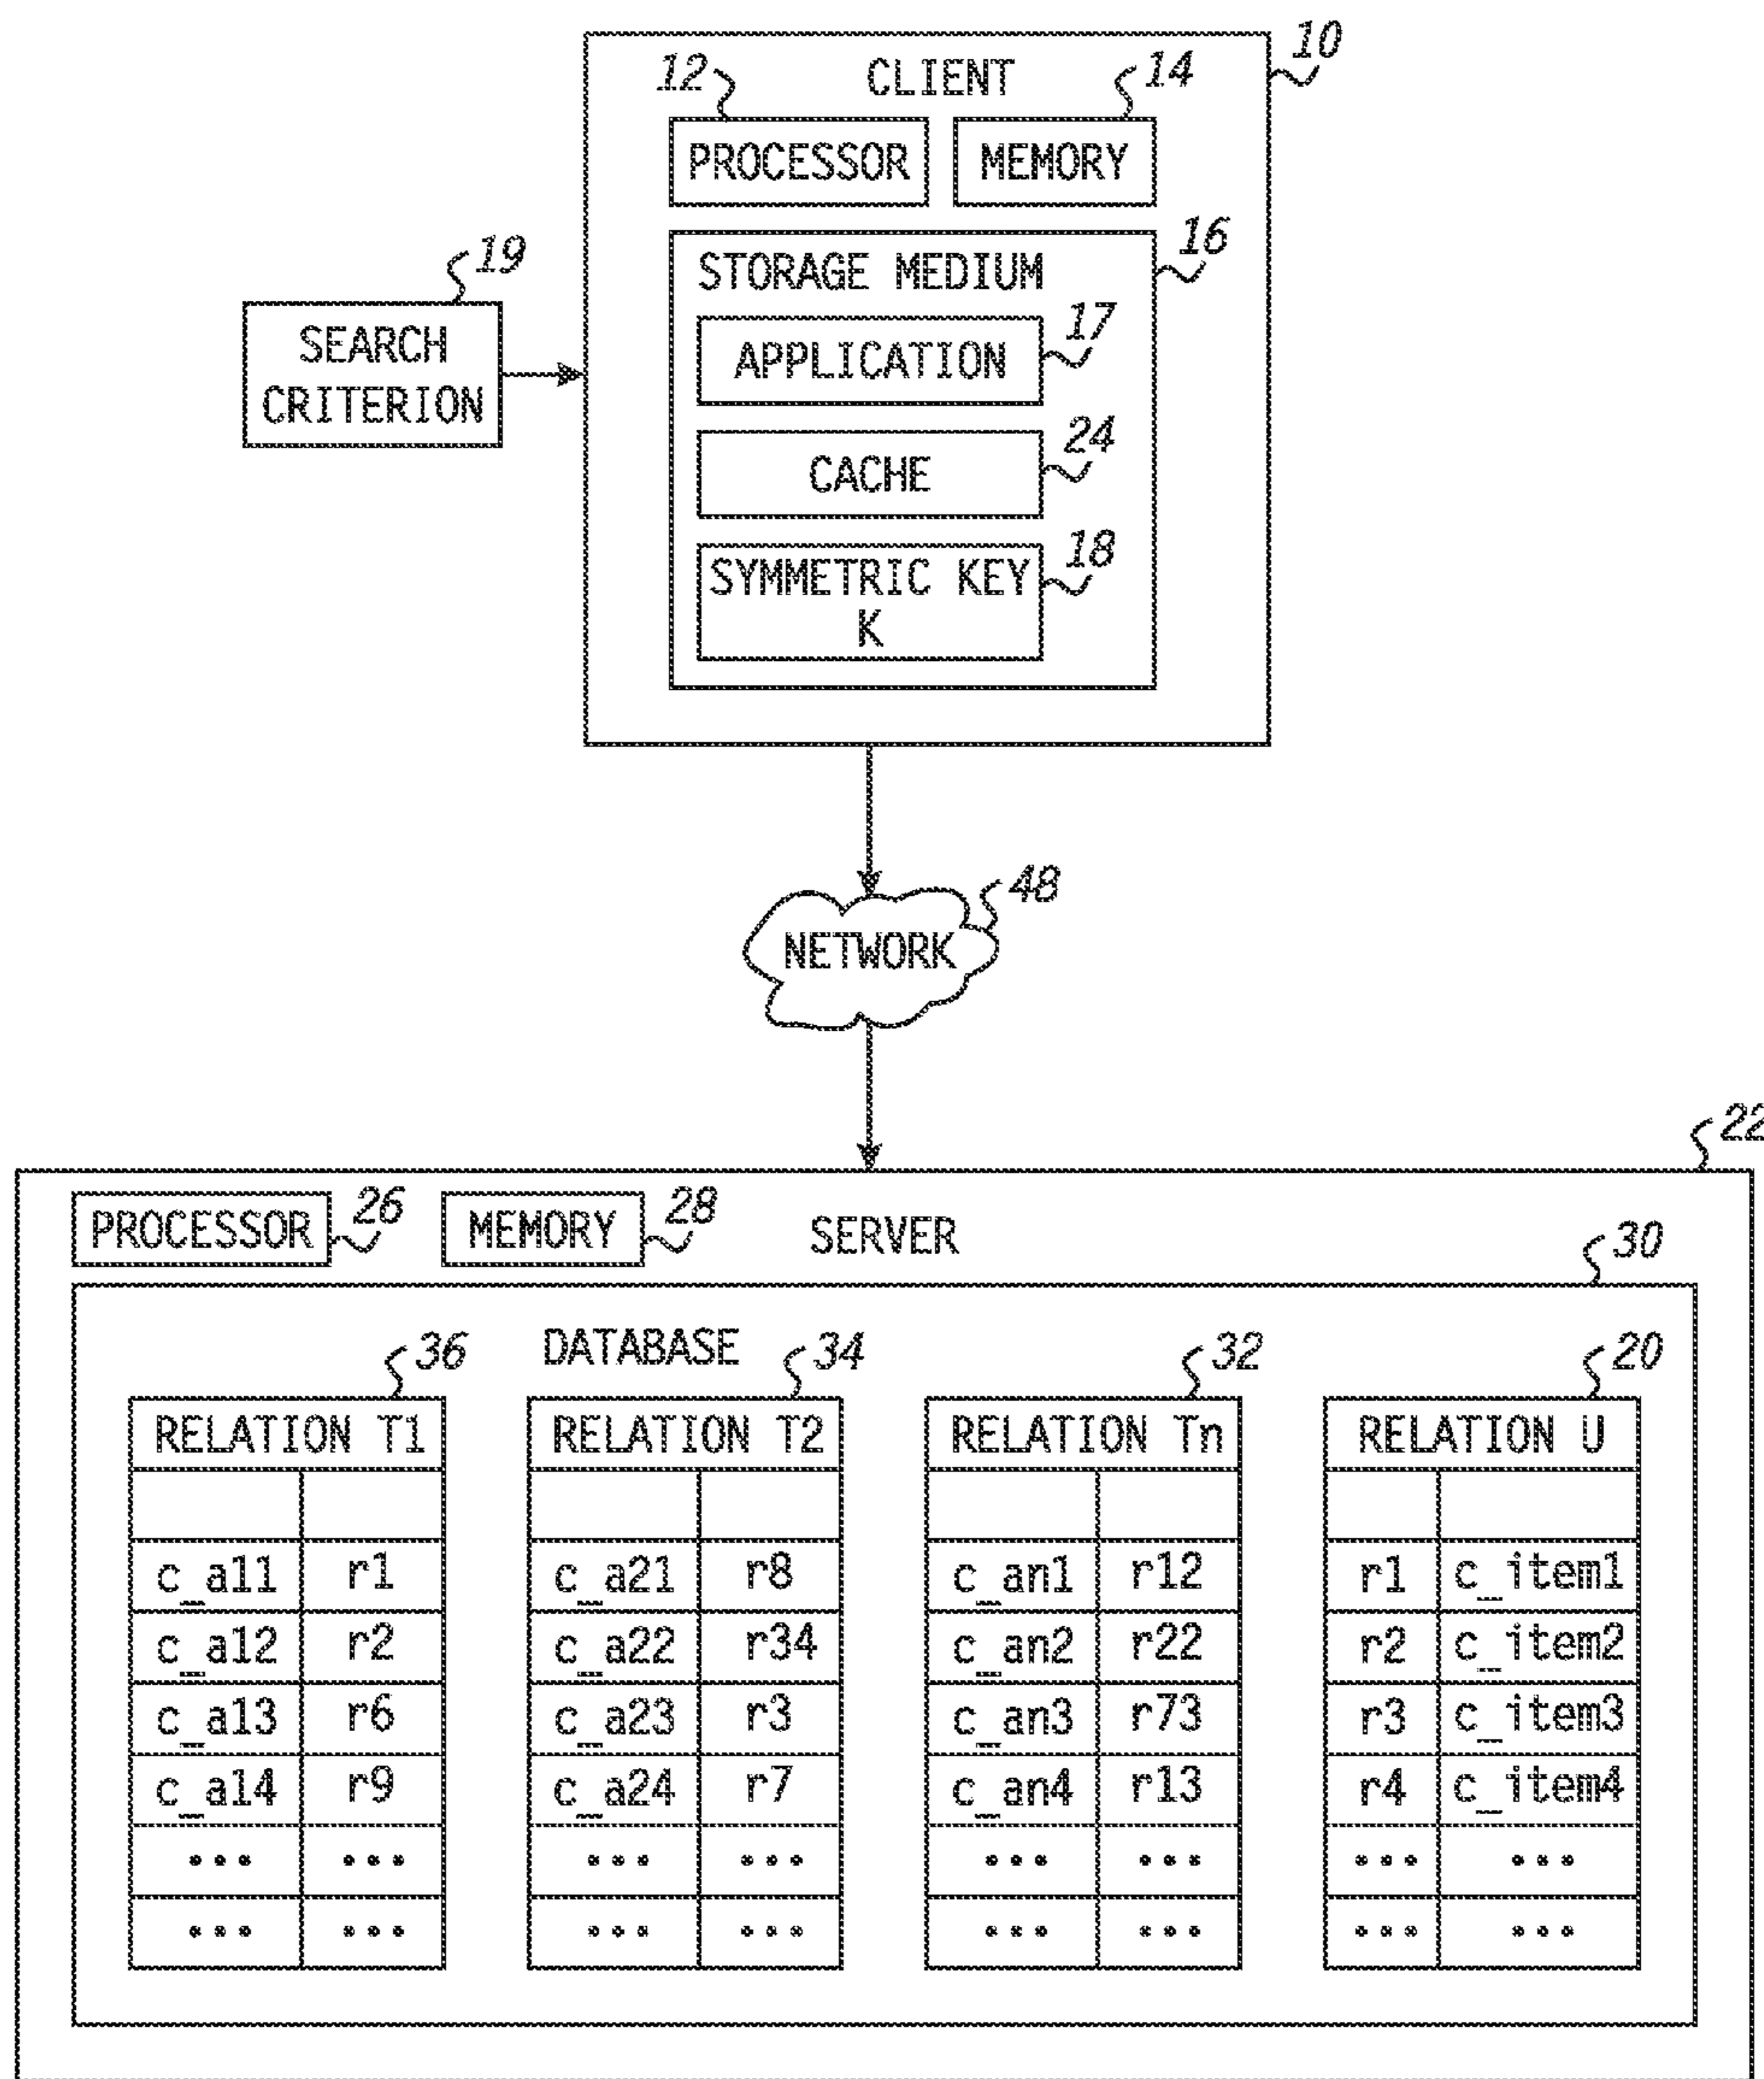 10
12
CLIENT
14
PROCESSOR
MEMORY
16
STORAGE MEDIUM
19
SEARCH
CRITERION
17
APPLICATION
24
CACHE
18
SYMMETRIC KEY
K
48
NETWORK
22
PROCESSOR
26
MEMORY
28
SERVER
30
DATABASE
36
34
32
20
RELATION T1
RELATION T2
RELATION Tn
RELATION U
c_a11 r1 c_a21 r8 c_an1 r12 r1 c_item1
c_a12 r2 c_a22 r34 c_an2 r22 r2 c_item2
c_a13 r6 c_a23 r3 c_an3 r73 r3 c_item3
c_a14 r9 c_a24 r7 c_an4 r13 r4 c_item4
... ... ... ... ... ... ... ...
... ... ... ... ... ... ... ...